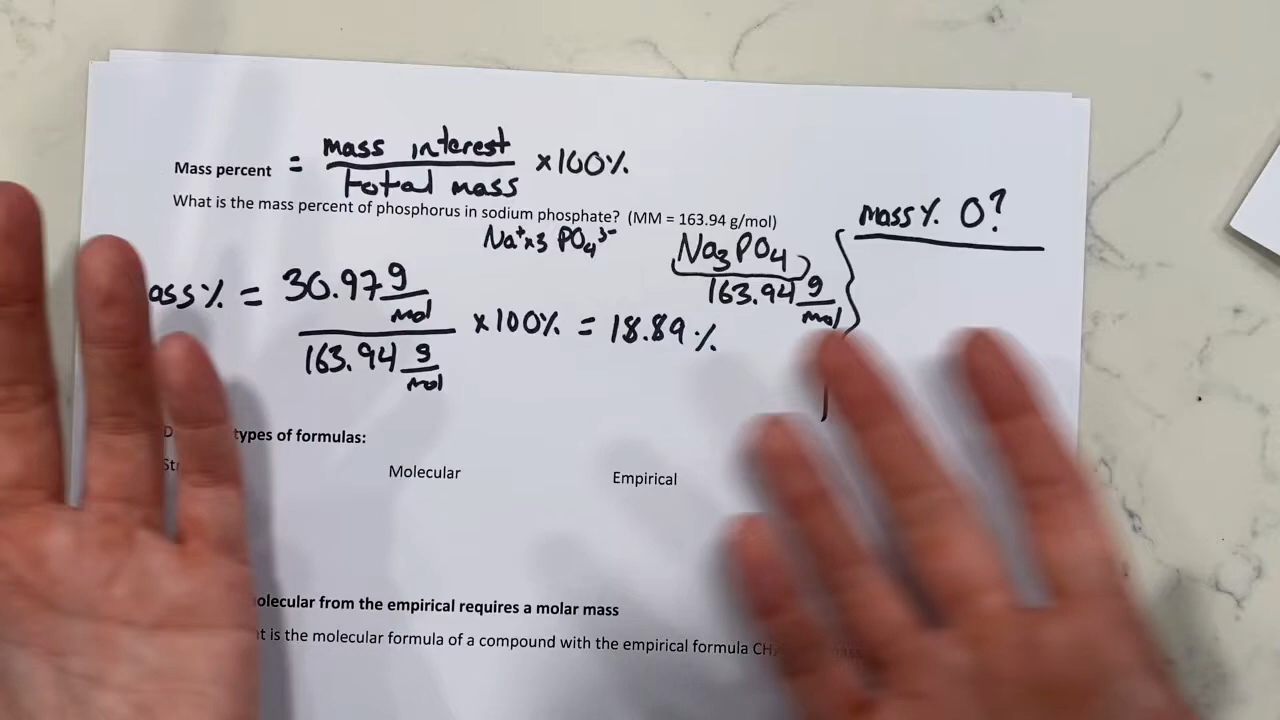 mass interest
Mass percent = total mass ×100%
What is the mass percent of phosphorus in sodium phosphate? (MM = 163.94 g/mol)
Na⁺×3 PO₄³⁻
Na₃PO₄
163.94 g/mol
mass % O?
ass % = 30.97 g/mol
163.94 g/mol
×100% = 18.89%
types of formulas:
Molecular Empirical
olecular from the empirical requires a molar mass
is the molecular formula of a compound with the empirical formula CH